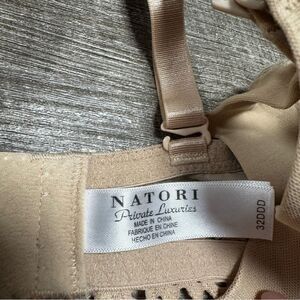 NATORI
Private Luxuries
MADE IN CHINA
FABRIQUE EN CHINE
HECHO EN CHINA
32DDD